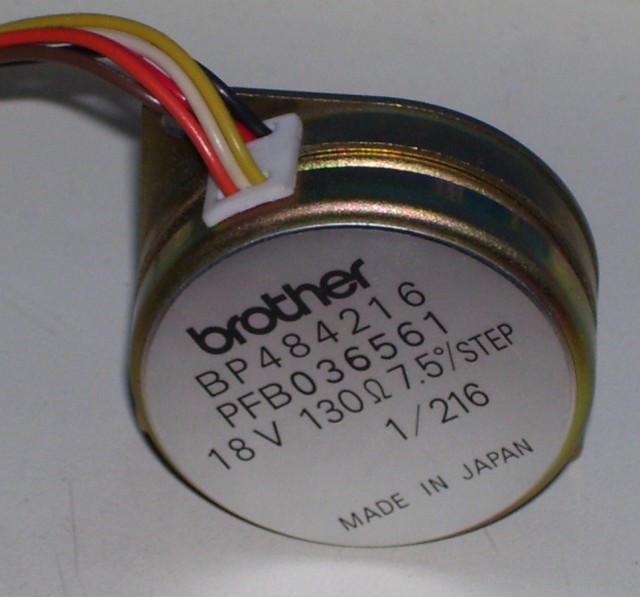 brother
BP484216
PFB036561
18V 130Ω 7.5°/STEP
1/216
MADE IN JAPAN